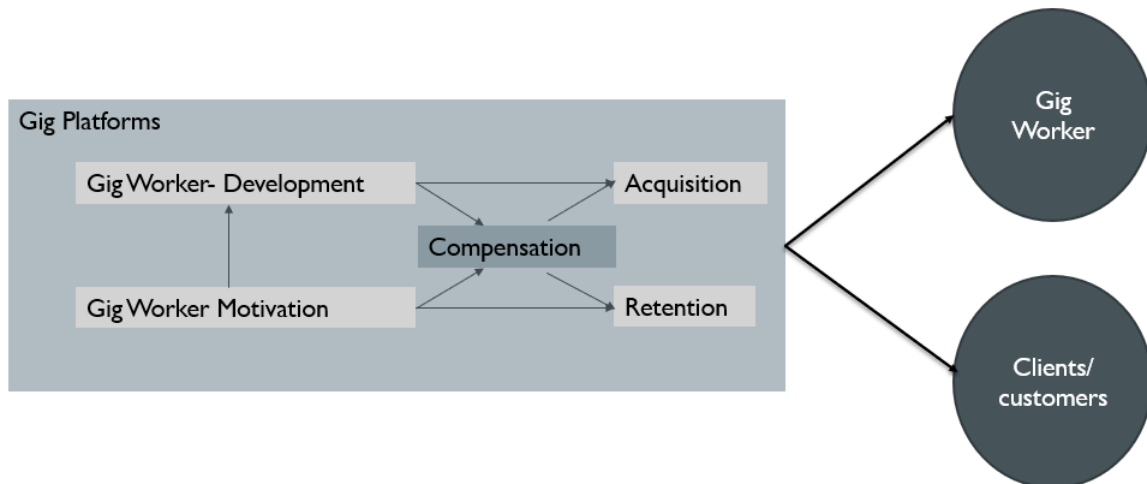 Gig Platforms
Gig Worker- Development
Acquisition
Compensation
Gig Worker Motivation
Retention
Gig
Worker
Clients/
customers